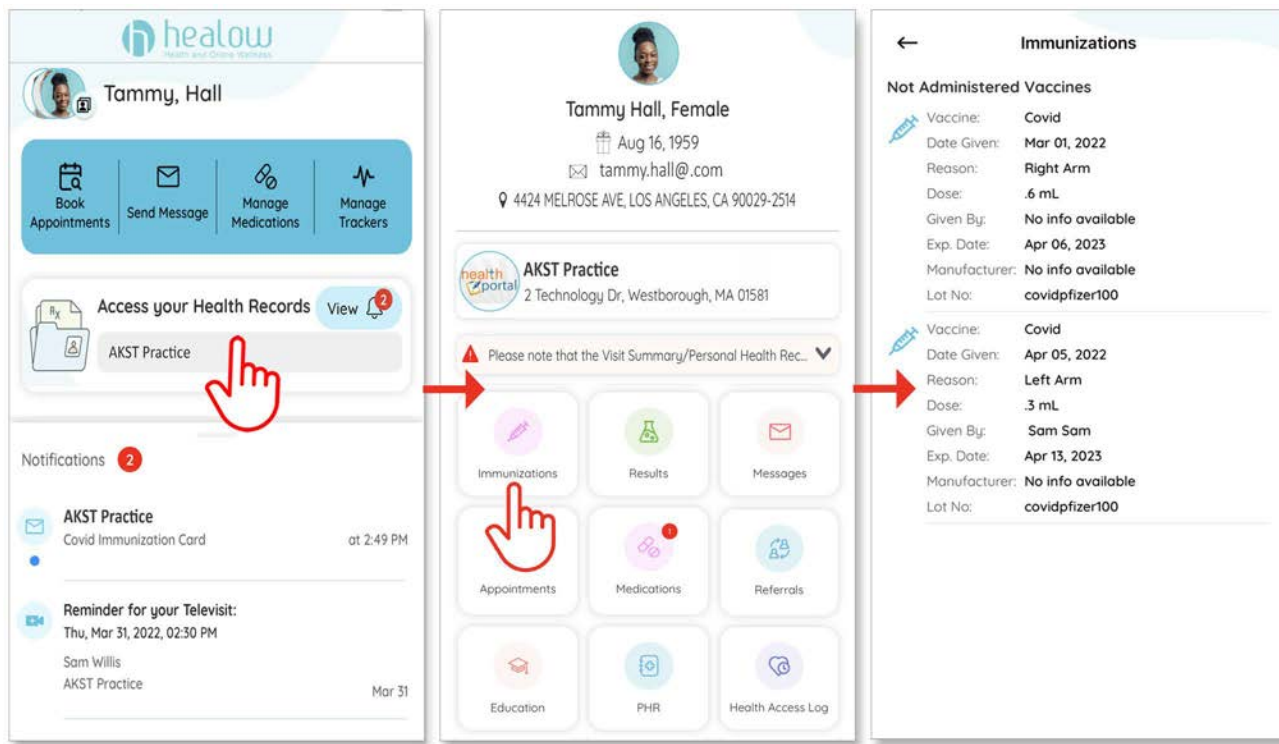 healow
Health and Online Wellness
Tammy, Hall
Book Appointments
Send Message
Manage Medications
Manage Trackers
Access your Health Records
View
2
Rx
AKST Practice
Notifications 2
AKST Practice
Covid Immunization Card
at 2:49 PM
Reminder for your Televisit:
Thu, Mar 31, 2022, 02:30 PM
Sam Willis
AKST Practice
Mar 31
Tammy Hall, Female
Aug 16, 1959
tammy.hall@.com
4424 MELROSE AVE, LOS ANGELES, CA 90029-2514
health portal
AKST Practice
2 Technology Dr, Westborough, MA 01581
Please note that the Visit Summary/Personal Health Rec...
Immunizations
Results
Messages
Appointments
1
Medications
Referrals
Education
PHR
Health Access Log
Immunizations
Not Administered Vaccines
Vaccine: Covid
Date Given: Mar 01, 2022
Reason: Right Arm
Dose: .6 mL
Given By: No info available
Exp. Date: Apr 06, 2023
Manufacturer: No info available
Lot No: covidpfizer100
Vaccine: Covid
Date Given: Apr 05, 2022
Reason: Left Arm
Dose: .3 mL
Given By: Sam Sam
Exp. Date: Apr 13, 2023
Manufacturer: No info available
Lot No: covidpfizer100